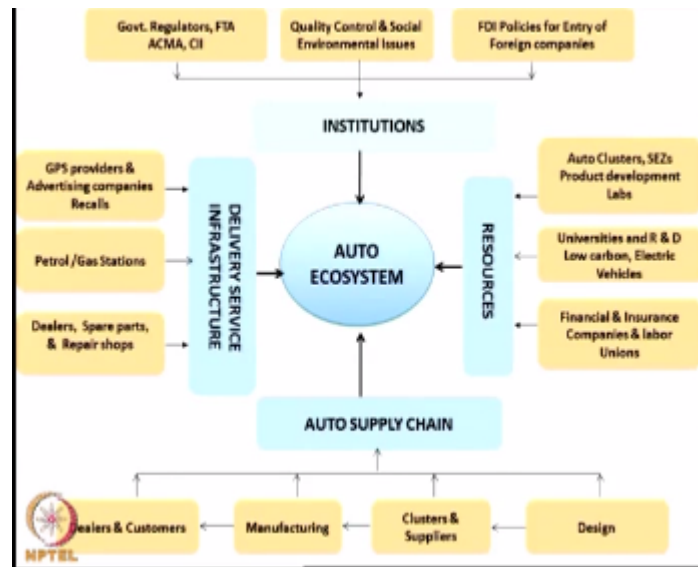 Govt. Regulators, FTA
ACMA, CII
Quality Control & Social
Environmental Issues
FDI Policies for Entry of
Foreign companies
INSTITUTIONS
GPS providers &
Advertising companies
Recalls
Petrol /Gas Stations
Dealers, Spare parts,
& Repair shops
DELIVERY SERVICE
INFRASTRUCTURE
AUTO
ECOSYSTEM
RESOURCES
Auto Clusters, SEZs
Product development
Labs
Universities and R & D
Low carbon, Electric
Vehicles
Financial & Insurance
Companies & labor
Unions
AUTO SUPPLY CHAIN
Dealers & Customers
Manufacturing
Clusters &
Suppliers
Design
NPTEL